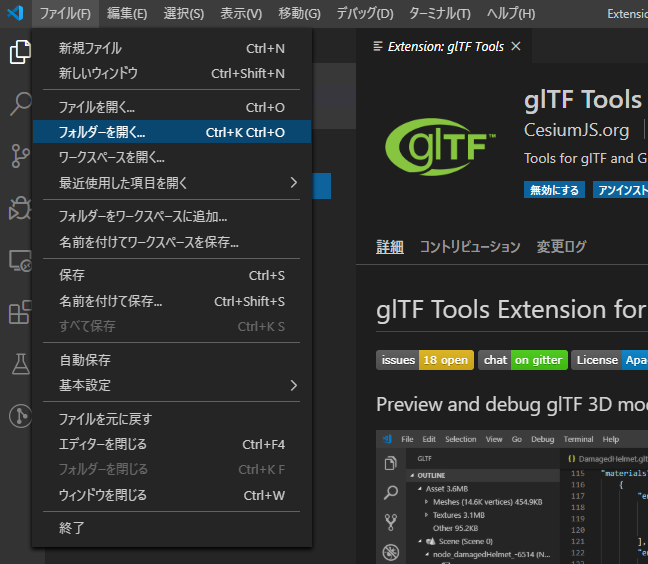 ファイル(F) 編集(E) 選択(S) 表示(V) 移動(G) デバッグ(D) ターミナル(T) ヘルプ(H) Extensio
新規ファイル Ctrl+N
新しいウィンドウ Ctrl+Shift+N
ファイルを開く... Ctrl+O
フォルダーを開く... Ctrl+K Ctrl+O
ワークスペースを開く...
最近使用した項目を開く
フォルダーをワークスペースに追加...
名前を付けてワークスペースを保存...
保存 Ctrl+S
名前を付けて保存... Ctrl+Shift+S
すべて保存 Ctrl+K S
自動保存
基本設定
ファイルを元に戻す
エディターを閉じる Ctrl+F4
フォルダーを閉じる Ctrl+K F
ウィンドウを閉じる Ctrl+W
終了
Extension: glTF Tools
glTF™
glTF Tools
CesiumJS.org
Tools for glTF and G
無効にする アンインスト
詳細 コントリビューション 変更ログ
glTF Tools Extension for
issues 18 open chat on gitter License Apa
Preview and debug glTF 3D mod
File Edit Selection View Go Debug Terminal Help
GLTF
OUTLINE
Asset 3.6MB
Meshes (14.6K vertices) 454.9KB
Textures 3.1MB
Other 95.2KB
Scene (Scene 0)
node_damagedHelmet_-6514 (N...
{} DamagedHelmet.glt
115 "materials"
116 {
117 "em
118
119
120
121 ],
122 "em